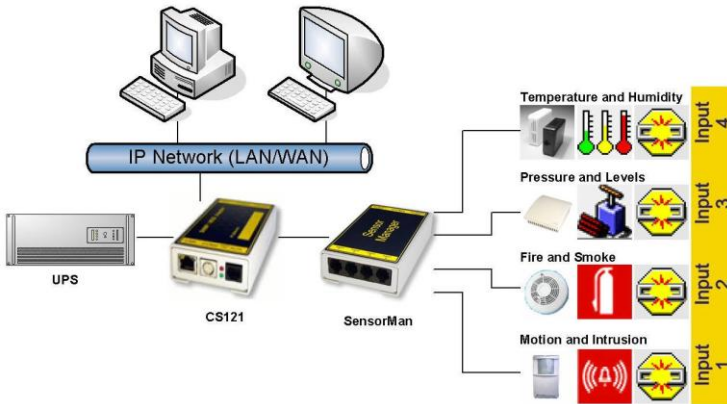 IP Network (LAN/WAN)
UPS
CS121
Sensor
Manager
SensorMan
Temperature and Humidity
Input
4
Pressure and Levels
Input
3
Fire and Smoke
Input
2
Motion and Intrusion
Input
1